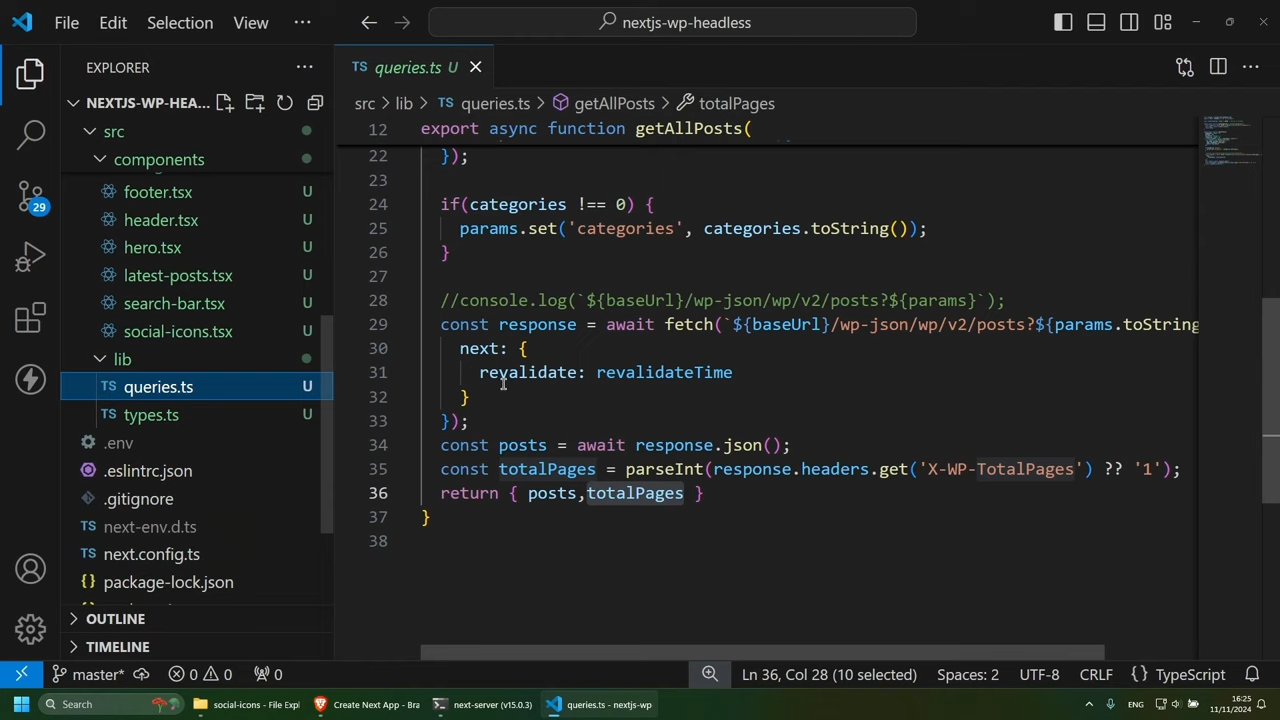 File Edit Selection View ··· nextjs-wp-headless
EXPLORER ···
NEXTJS-WP-HEA...
src
components
footer.tsx U
header.tsx U
hero.tsx U
latest-posts.tsx U
search-bar.tsx U
social-icons.tsx U
lib
TS queries.ts U
TS types.ts U
.env
.eslintrc.json
.gitignore
TS next-env.d.ts
TS next.config.ts
{} package-lock.json
OUTLINE
TIMELINE
29
TS queries.ts U
src > lib > TS queries.ts > getAllPosts > totalPages
12 export async function getAllPosts(
22 });
23
24 if(categories !== 0) {
25 params.set('categories', categories.toString());
26 }
27
28 //console.log(`${baseUrl}/wp-json/wp/v2/posts?${params}`);
29 const response = await fetch(`${baseUrl}/wp-json/wp/v2/posts?${params.toString
30 next: {
31 revalidate: revalidateTime
32 }
33 });
34 const posts = await response.json();
35 const totalPages = parseInt(response.headers.get('X-WP-TotalPages') ?? '1');
36 return { posts,totalPages }
37 }
38
master* 0 0 0 Ln 36, Col 28 (10 selected) Spaces: 2 UTF-8 CRLF {} TypeScript
Search social-icons - File Expl Create Next App - Bra next-server (v15.0.3) queries.ts - nextjs-wp 16:25
11/11/2024